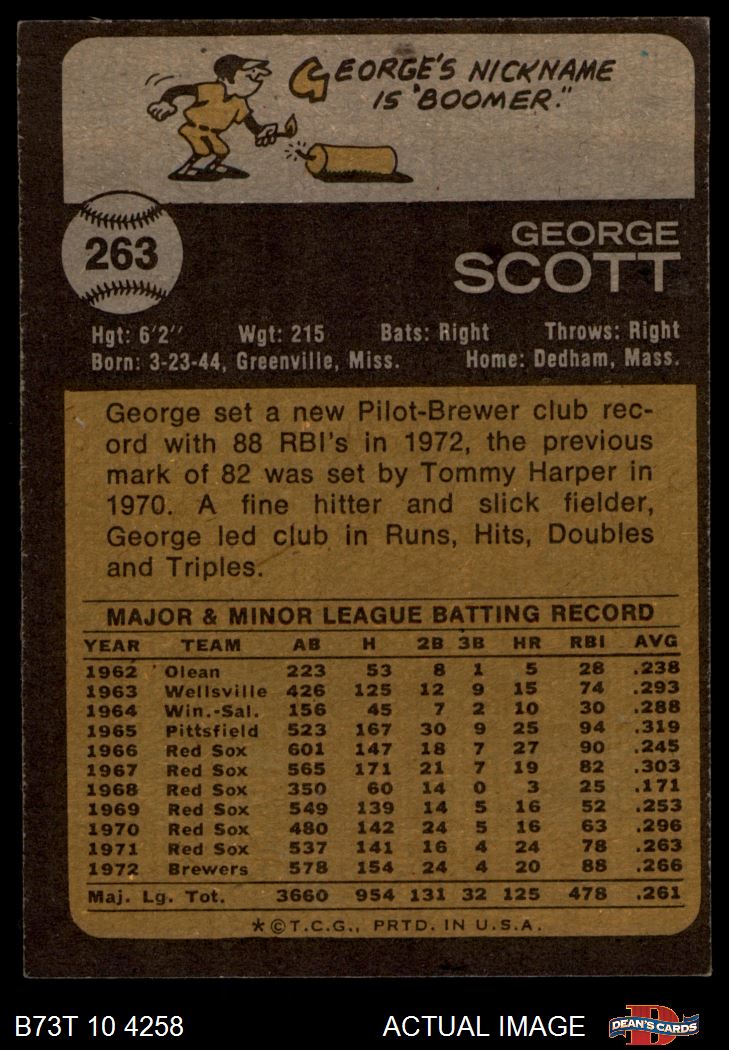 GEORGE'S NICKNAME
IS "BOOMER."
263
GEORGE
SCOTT
Hgt: 6'2" Wgt: 215 Bats: Right Throws: Right
Born: 3-23-44, Greenville, Miss. Home: Dedham, Mass.
George set a new Pilot-Brewer club rec-
ord with 88 RBI's in 1972, the previous
mark of 82 was set by Tommy Harper in
1970. A fine hitter and slick fielder,
George led club in Runs, Hits, Doubles
and Triples.
MAJOR & MINOR LEAGUE BATTING RECORD
YEAR TEAM AB H 2B 3B HR RBI AVG
1962 Olean 223 53 8 1 5 28 .238
1963 Wellsville 426 125 12 9 15 74 .293
1964 Win.-Sal. 156 45 7 2 10 30 .288
1965 Pittsfield 523 167 30 9 25 94 .319
1966 Red Sox 601 147 18 7 27 90 .245
1967 Red Sox 565 171 21 7 19 82 .303
1968 Red Sox 350 60 14 0 3 25 .171
1969 Red Sox 549 139 14 5 16 52 .253
1970 Red Sox 480 142 24 5 16 63 .296
1971 Red Sox 537 141 16 4 24 78 .263
1972 Brewers 578 154 24 4 20 88 .266
Maj. Lg. Tot. 3660 954 131 32 125 478 .261
*©T.C.G., PRTD. IN U.S.A.
B73T 10 4258 ACTUAL IMAGE D DEAN'S CARDS